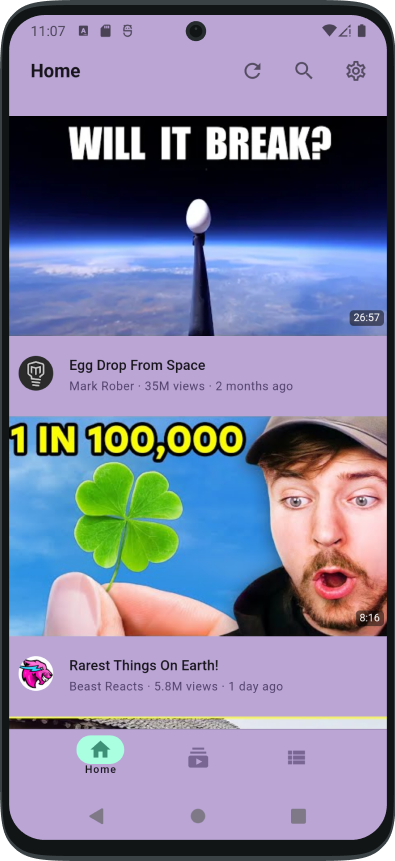 11:07
Home
WILL IT BREAK?
26:57
Egg Drop From Space
Mark Rober · 35M views · 2 months ago
1 IN 100,000
8:16
Rarest Things On Earth!
Beast Reacts · 5.8M views · 1 day ago
Home